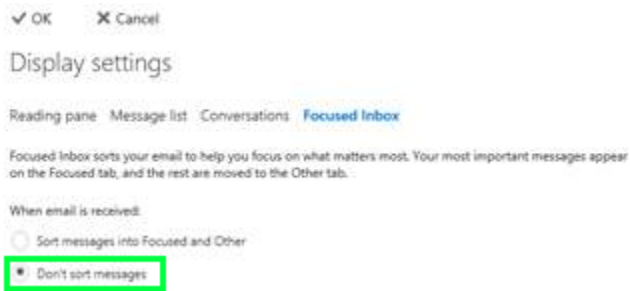 OK Cancel
Display settings
Reading pane Message list Conversations Focused Inbox
Focused Inbox sorts your email to help you focus on what matters most. Your most important messages appear
on the Focused tab, and the rest are moved to the Other tab.
When email is received:
Sort messages into Focused and Other
Don't sort messages